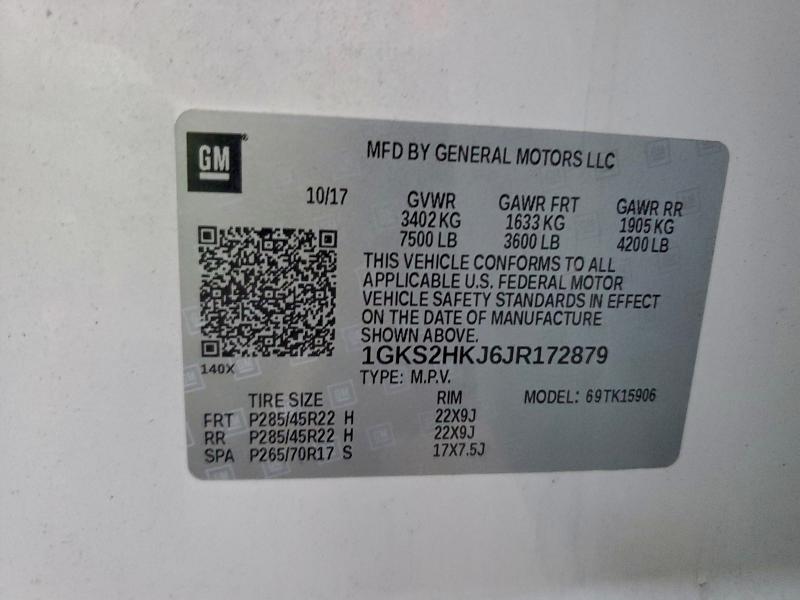 GM
MFD BY GENERAL MOTORS LLC
10/17
GVWR GAWR FRT GAWR RR
3402 KG 1633 KG 1905 KG
7500 LB 3600 LB 4200 LB
THIS VEHICLE CONFORMS TO ALL
APPLICABLE U.S. FEDERAL MOTOR
VEHICLE SAFETY STANDARDS IN EFFECT
ON THE DATE OF MANUFACTURE
SHOWN ABOVE.
140X
1GKS2HKJ6JR172879
TYPE: M.P.V.
TIRE SIZE RIM MODEL: 69TK15906
FRT P285/45R22 H 22X9J
RR P285/45R22 H 22X9J
SPA P265/70R17 S 17X7.5J